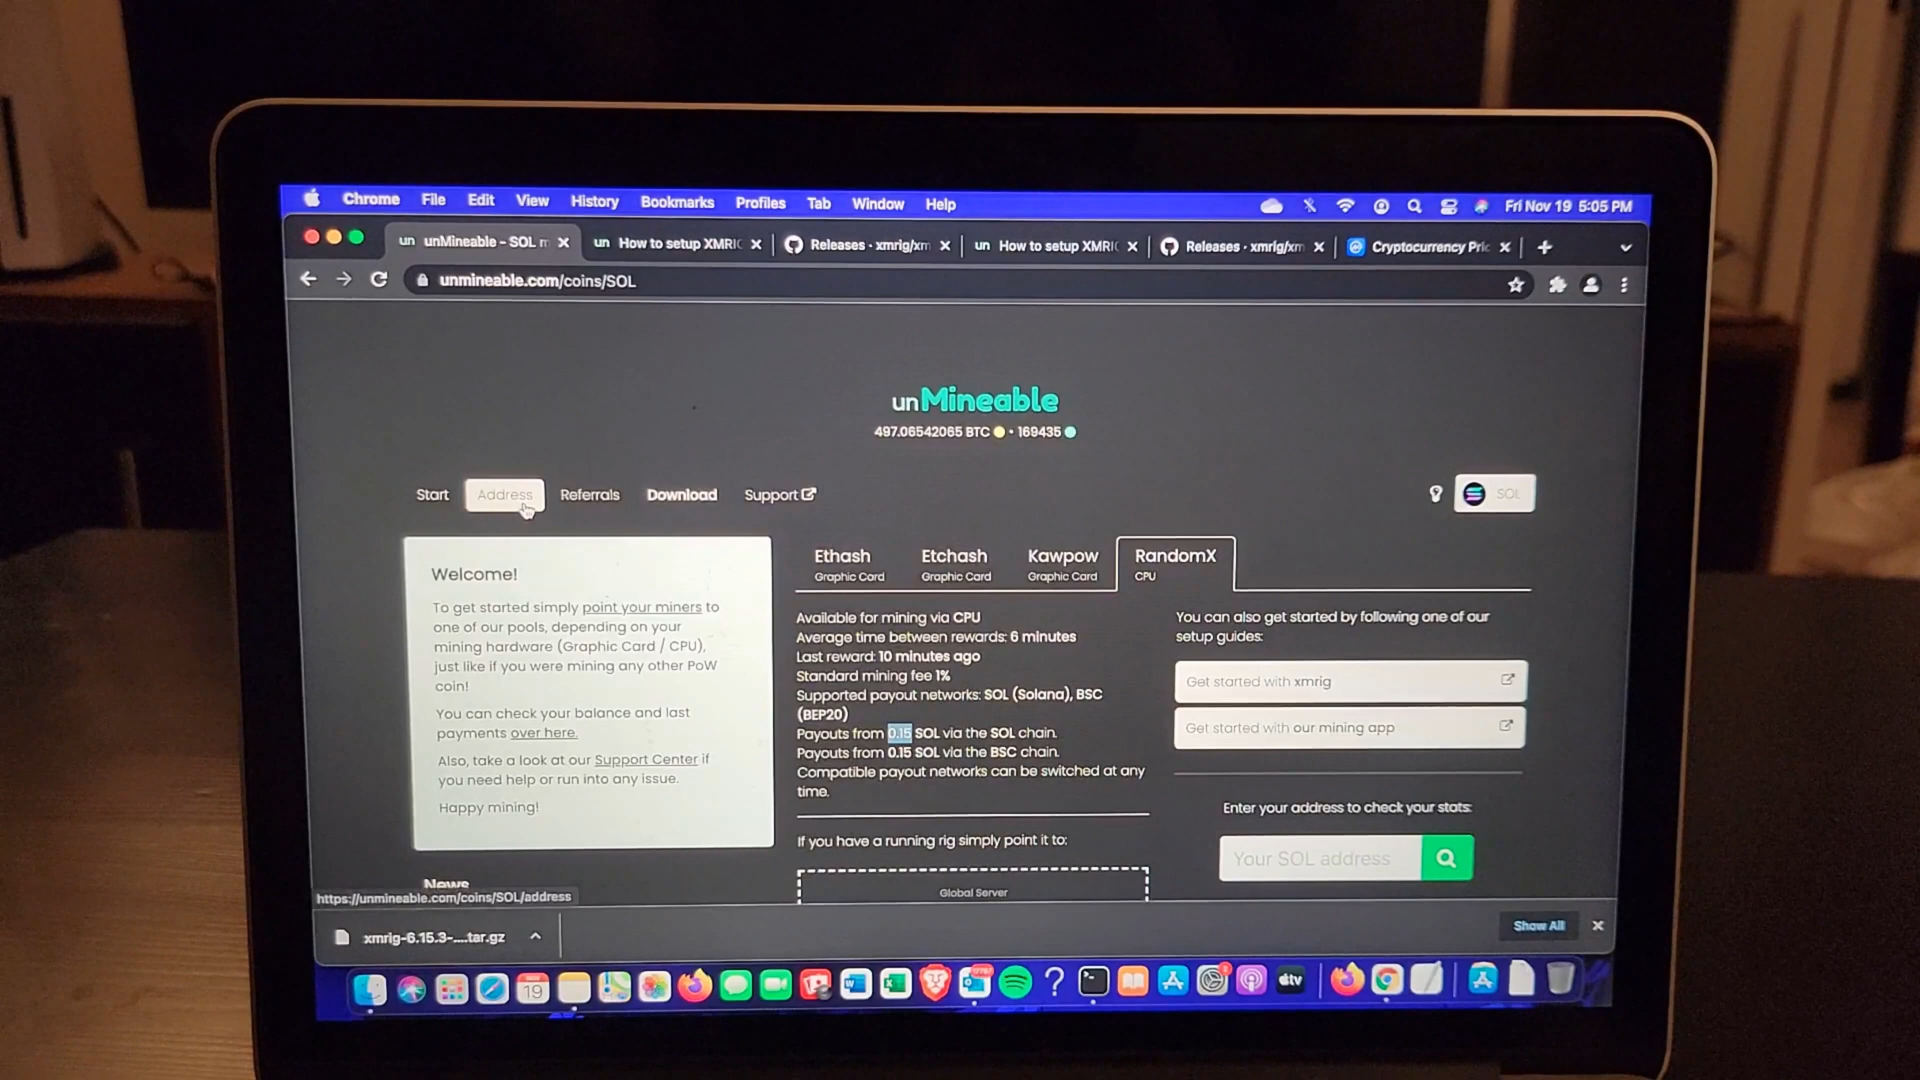 Chrome File Edit View History Bookmarks Profiles Tab Window Help Fri Nov 19 5:05 PM
un unMineable - SOL m un How to setup XMRIG Releases · xmrig/xm un How to setup XMRIG Releases · xmrig/xm Cryptocurrency Pric
unmineable.com/coins/SOL
unMineable
497.06542065 BTC • 169435
Start Address Referrals Download Support SOL
Welcome!
To get started simply point your miners to
one of our pools, depending on your
mining hardware (Graphic Card / CPU),
just like if you were mining any other PoW
coin!
You can check your balance and last
payments over here.
Also, take a look at our Support Center if
you need help or run into any issue.
Happy mining!
News
Ethash Etchash Kawpow RandomX
Graphic Card Graphic Card Graphic Card CPU
Available for mining via CPU
Average time between rewards: 6 minutes
Last reward: 10 minutes ago
Standard mining fee 1%
Supported payout networks: SOL (Solana), BSC
(BEP20)
Payouts from 0.15 SOL via the SOL chain.
Payouts from 0.15 SOL via the BSC chain.
Compatible payout networks can be switched at any
time.
If you have a running rig simply point it to:
Global Server
You can also get started by following one of our
setup guides:
Get started with xmrig
Get started with our mining app
Enter your address to check your stats:
Your SOL address
https://unmineable.com/coins/SOL/address
xmrig-6.15.3-....tar.gz
Show All
19
tv